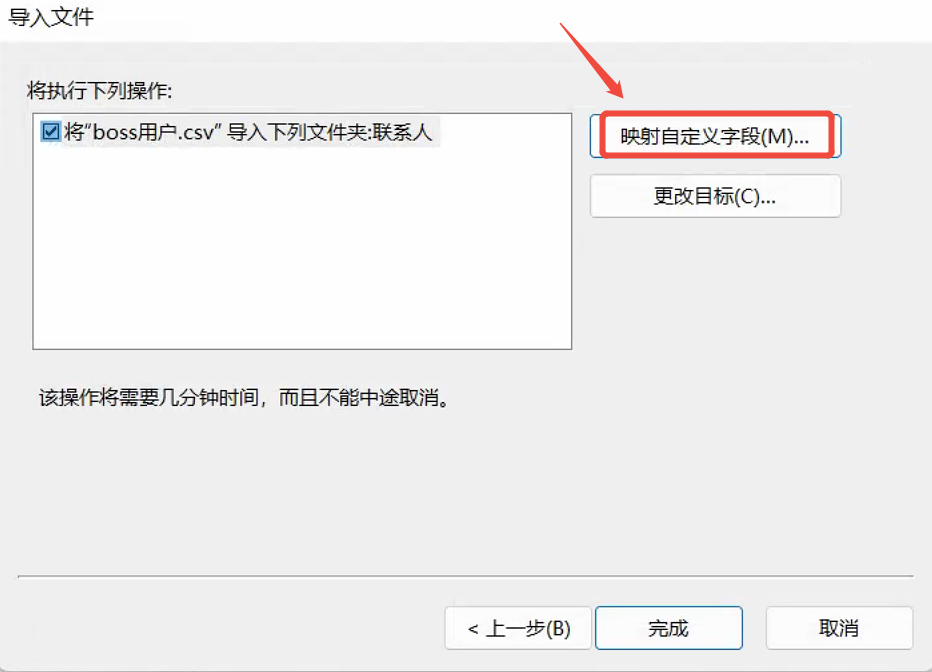 导入文件
将执行下列操作:
将“boss用户.csv” 导入下列文件夹:联系人
映射自定义字段(M)...
更改目标(C)...
该操作将需要几分钟时间，而且不能中途取消。
< 上一步(B)
完成
取消